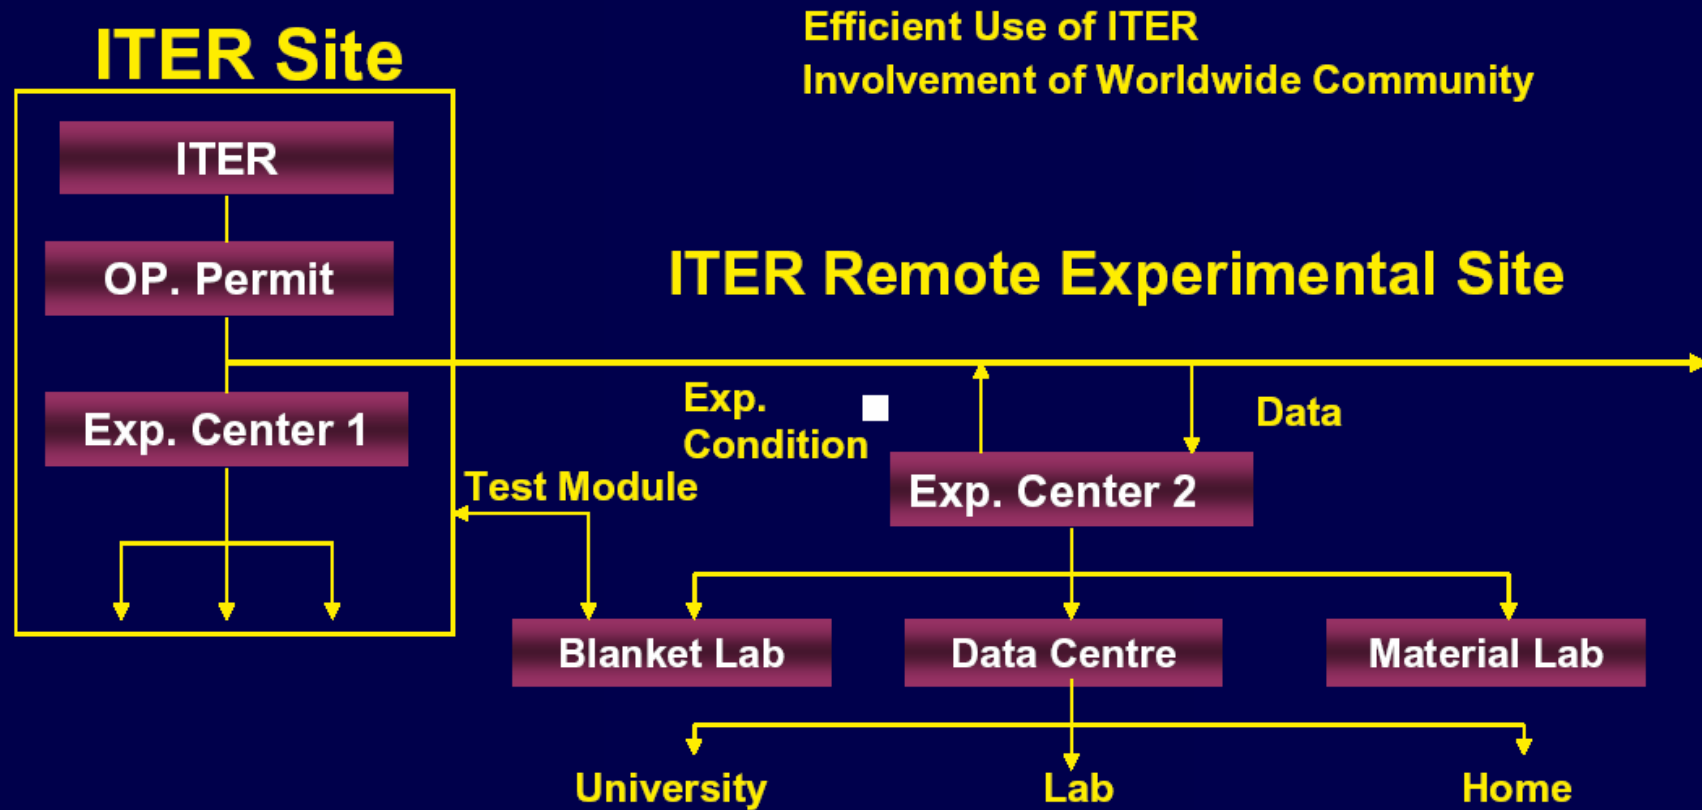 ITER Site
Efficient Use of ITER
Involvement of Worldwide Community
ITER
OP. Permit
ITER Remote Experimental Site
Exp. Center 1
Exp.
Condition
Data
Test Module
Exp. Center 2
Blanket Lab
Data Centre
Material Lab
University
Lab
Home